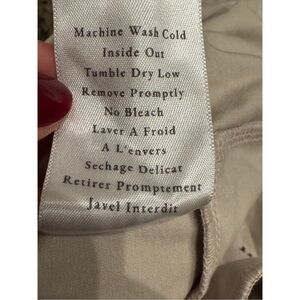 Machine Wash Cold
Inside Out
Tumble Dry Low
Remove Promptly
No Bleach
Laver A Froid
A L'envers
Sechage Delicat
Retirer Promptement
Javel Interdit